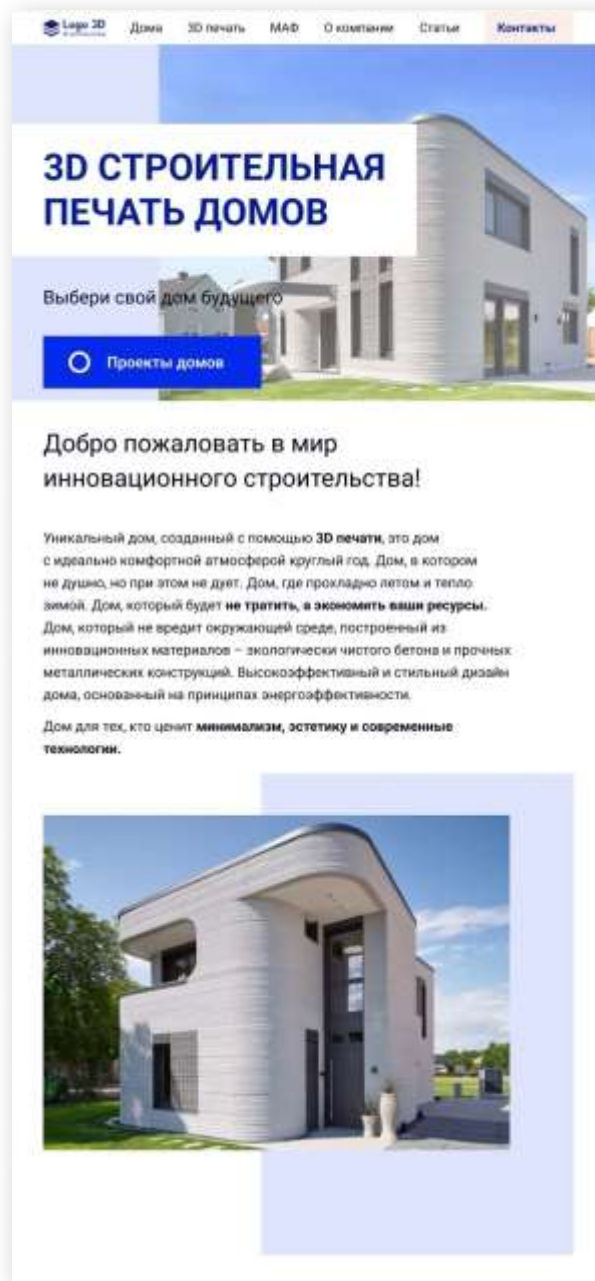 Logo 3D
Дома 3D печать МАФ О компании Статьи Контакты
3D СТРОИТЕЛЬНАЯ
ПЕЧАТЬ ДОМОВ
Выбери свой дом будущего
Проекты домов
Добро пожаловать в мир
инновационного строительства!
Уникальный дом, созданный с помощью 3D печати, это дом
с идеально комфортной атмосферой круглый год. Дом, в котором
не душно, но при этом не дует. Дом, где прохладно летом и тепло
зимой. Дом, который будет не тратить, а экономить ваши ресурсы.
Дом, который не вредит окружающей среде, построенный из
инновационных материалов – экологически чистого бетона и прочных
металлических конструкций. Высокоэффективный и стильный дизайн
дома, основанный на принципах энергоэффективности.
Дом для тех, кто ценит минимализм, эстетику и современные
технологии.